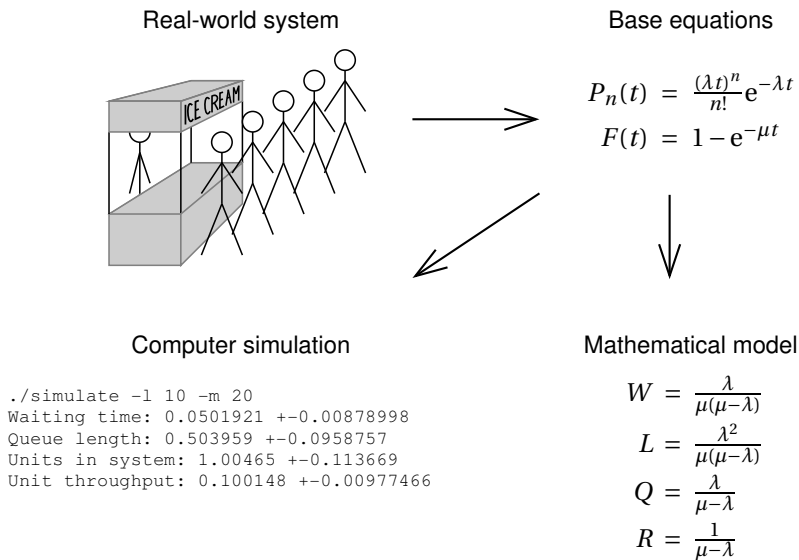 Real-world system
Base equations
ICE CREAM
P_n(t) = (λt)^n/n! e^−λt
F(t) = 1 − e^−μt
Computer simulation
./simulate −l 10 −m 20
Waiting time: 0.0501921 +−0.00878998
Queue length: 0.503959 +−0.0958757
Units in system: 1.00465 +−0.113669
Unit throughput: 0.100148 +−0.00977466
Mathematical model
W = λ/μ(μ−λ)
L = λ²/μ(μ−λ)
Q = λ/μ−λ
R = 1/μ−λ